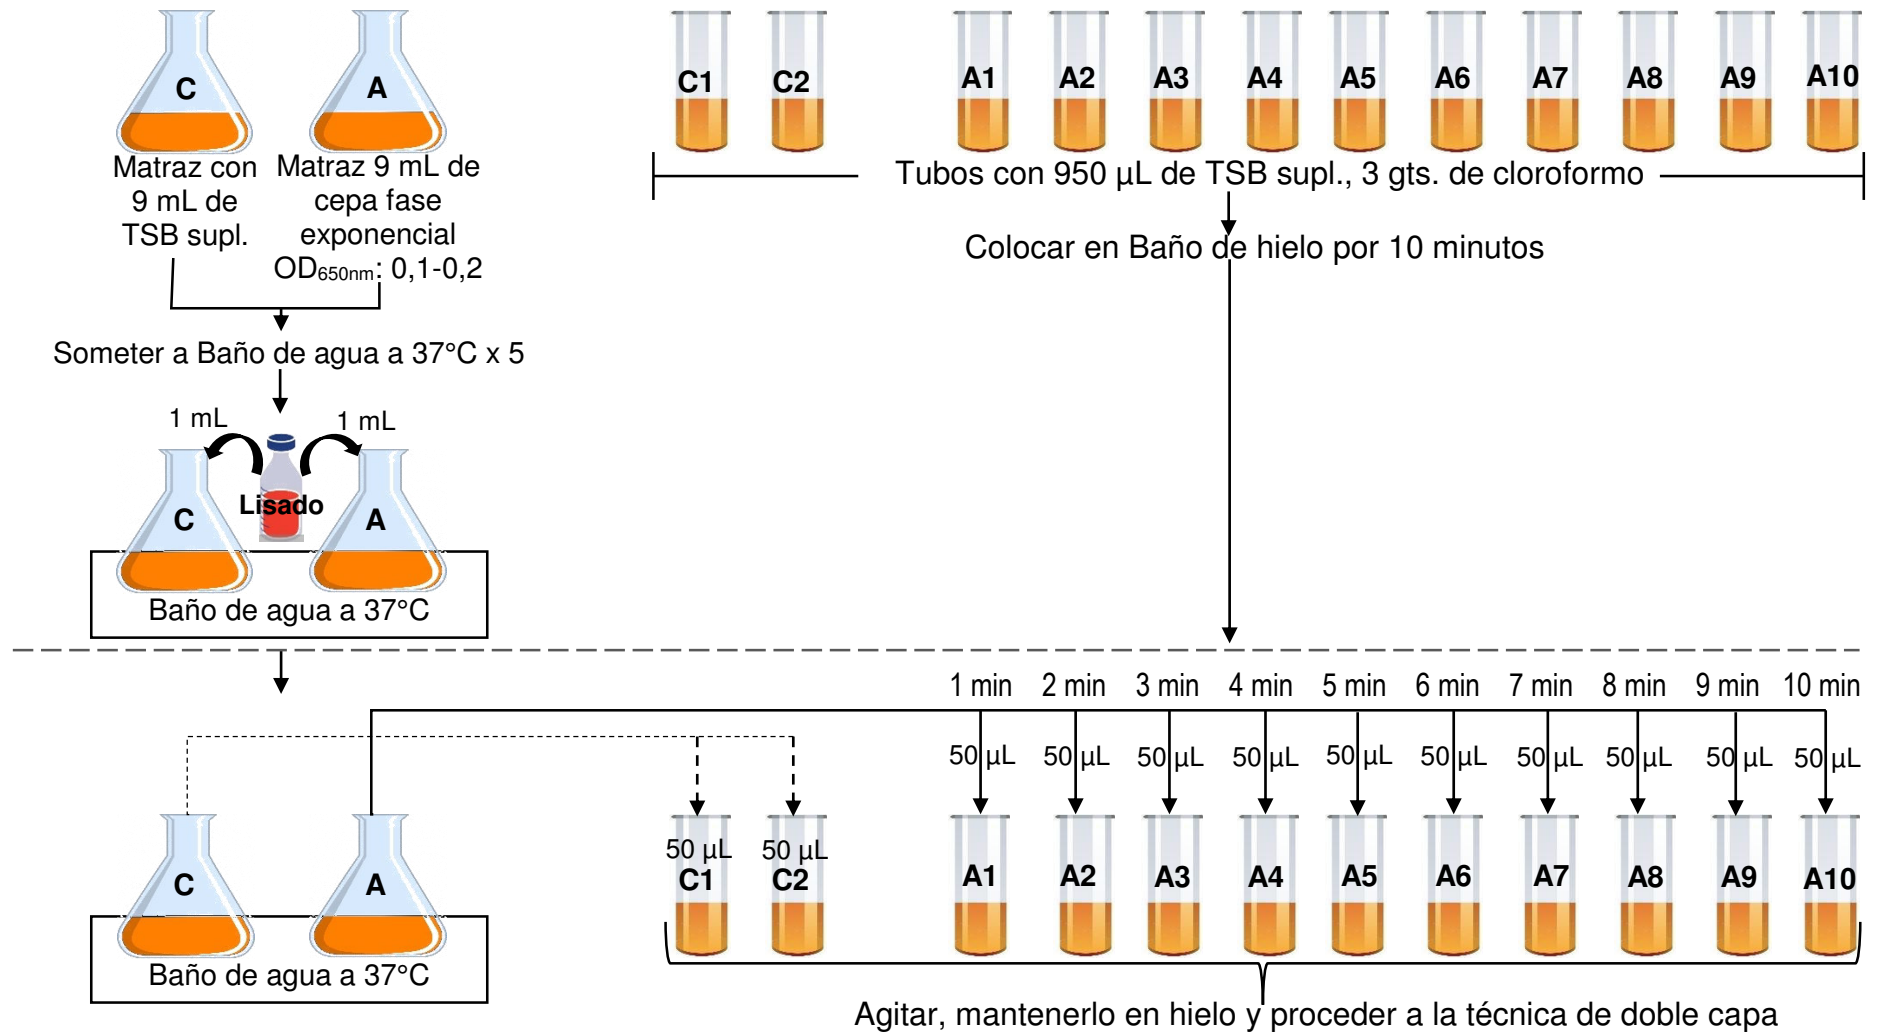 C
A
C1
C2
A1
A2
A3
A4
A5
A6
A7
A8
A9
A10
Matraz con
9 mL de
TSB supl.
Matraz 9 mL de
cepa fase
exponencial
OD650nm: 0,1-0,2
Tubos con 950 µL de TSB supl., 3 gts. de cloroformo
Colocar en Baño de hielo por 10 minutos
Someter a Baño de agua a 37°C x 5
1 mL
1 mL
C
Lisado
A
Baño de agua a 37°C
1 min
2 min
3 min
4 min
5 min
6 min
7 min
8 min
9 min
10 min
50 µL
50 µL
50 µL
50 µL
50 µL
50 µL
50 µL
50 µL
50 µL
50 µL
C
A
50 µL
C1
50 µL
C2
A1
A2
A3
A4
A5
A6
A7
A8
A9
A10
Baño de agua a 37°C
Agitar, mantenerlo en hielo y proceder a la técnica de doble capa